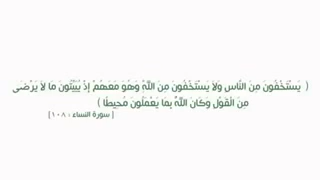 ( يَسْتَخْفُونَ مِنَ النَّاسِ وَلَا يَسْتَخْفُونَ مِنَ اللَّهِ وَهُوَ مَعَهُمْ إِذْ يُبَيِّتُونَ مَا لَا يَرْضَى
مِنَ الْقَوْلِ وَكَانَ اللَّهُ بِمَا يَعْمَلُونَ مُحِيطًا )
[ سورة النساء : ١٠٨ ]